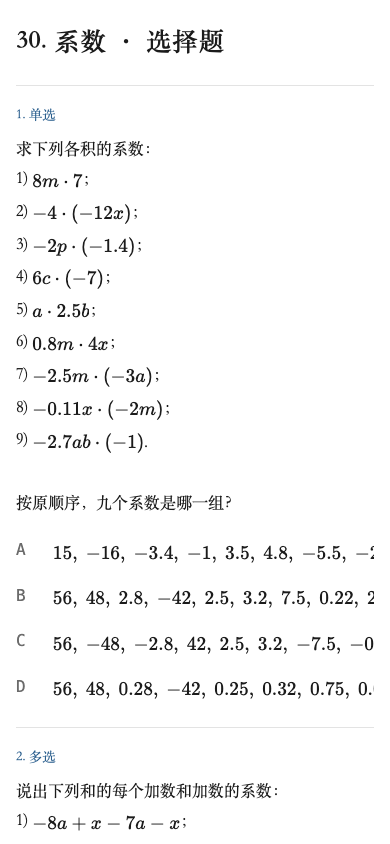 30. 系数 · 选择题
1. 单选
求下列各积的系数：
1) 8m · 7;
2) −4 · (−12x);
3) −2p · (−1.4);
4) 6c · (−7);
5) a · 2.5b;
6) 0.8m · 4x;
7) −2.5m · (−3a);
8) −0.11x · (−2m);
9) −2.7ab · (−1).
按原顺序，九个系数是哪一组？
A 15, −16, −3.4, −1, 3.5, 4.8, −5.5, −2
B 56, 48, 2.8, −42, 2.5, 3.2, 7.5, 0.22, 2
C 56, −48, −2.8, 42, 2.5, 3.2, −7.5, −0
D 56, 48, 0.28, −42, 0.25, 0.32, 0.75, 0.
2. 多选
说出下列和的每个加数和加数的系数：
1) −8a + x − 7a − x;